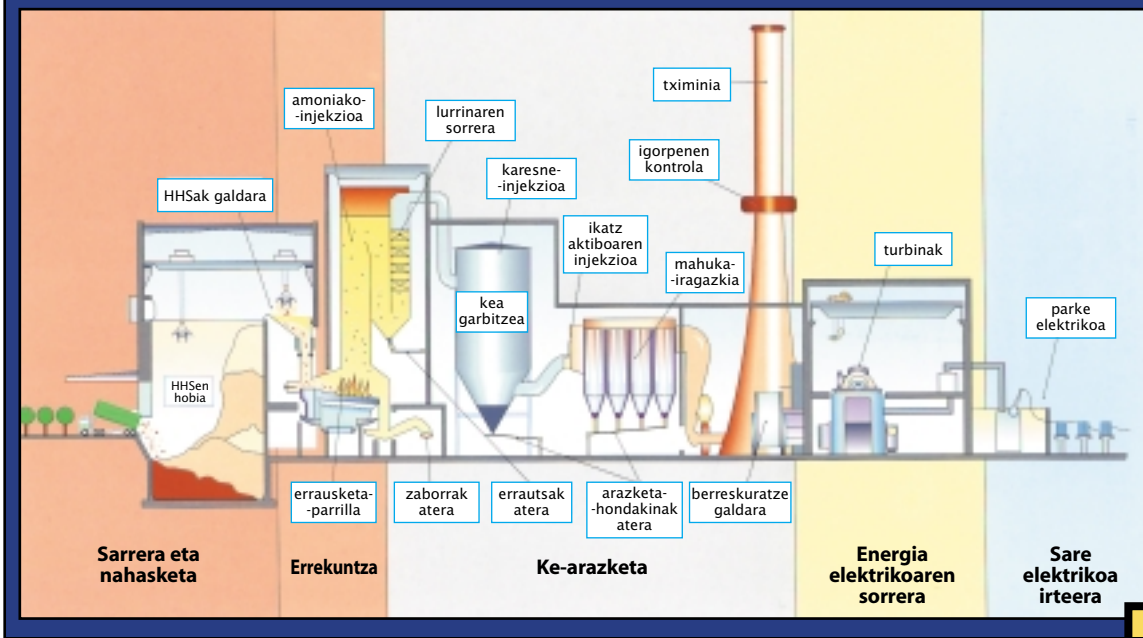 tximinia
amoniako-
-injekzioa
lurrinaren
sorrera
igorpenen
kontrola
karesne-
-injekzioa
HHSak galdara
ikatz
aktiboaren
injekzioa
mahuka-
-iragazkia
turbinak
parke
elektrikoa
kea
garbitzea
HHSen
hobia
errausketa-
parrilla
zaborrak
atera
errautsak
atera
arazketa-
-hondakinak
atera
berreskuratze
galdara
Sarrera eta
nahasketa
Errekuntza
Ke-arazketa
Energia
elektrikoaren
sorrera
Sare
elektrikoa
irteera